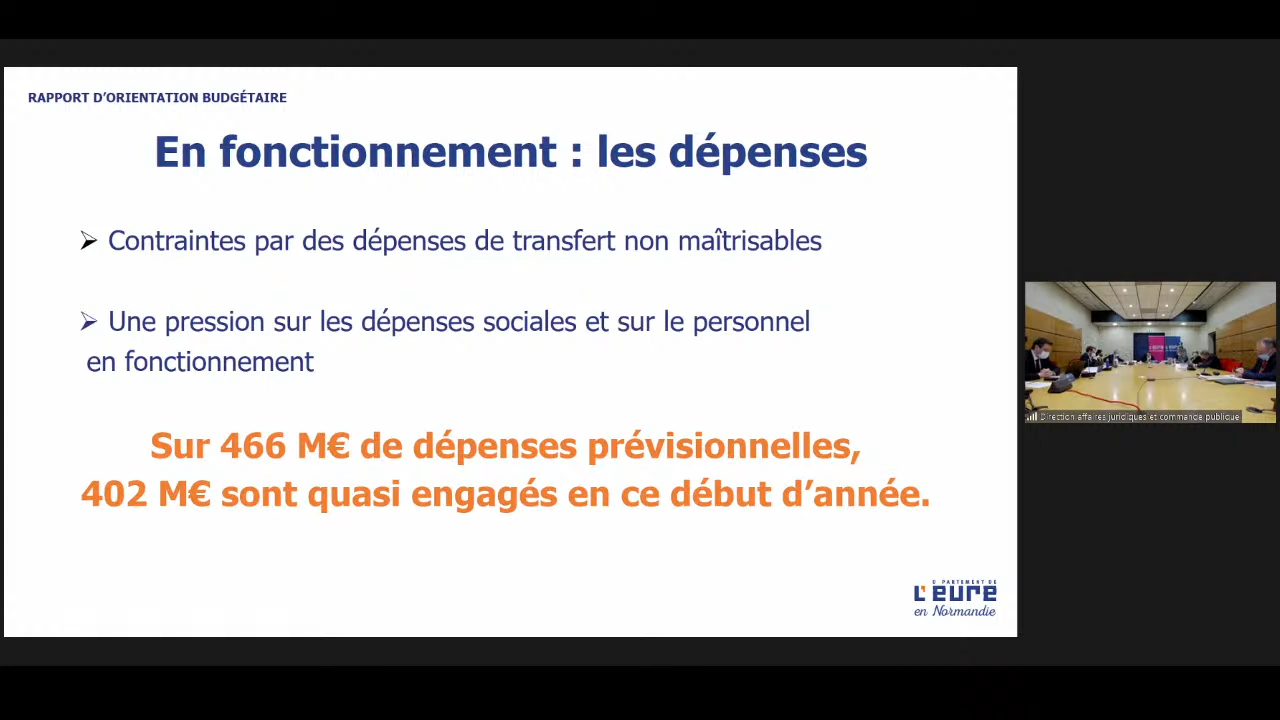 RAPPORT D’ORIENTATION BUDGÉTAIRE
En fonctionnement : les dépenses
Contraintes par des dépenses de transfert non maîtrisables
Une pression sur les dépenses sociales et sur le personnel
en fonctionnement
Sur 466 M€ de dépenses prévisionnelles,
402 M€ sont quasi engagés en ce début d’année.
Direction affaires juridiques et commande publique
D PARTEMENT DE
L'EURE
en Normandie